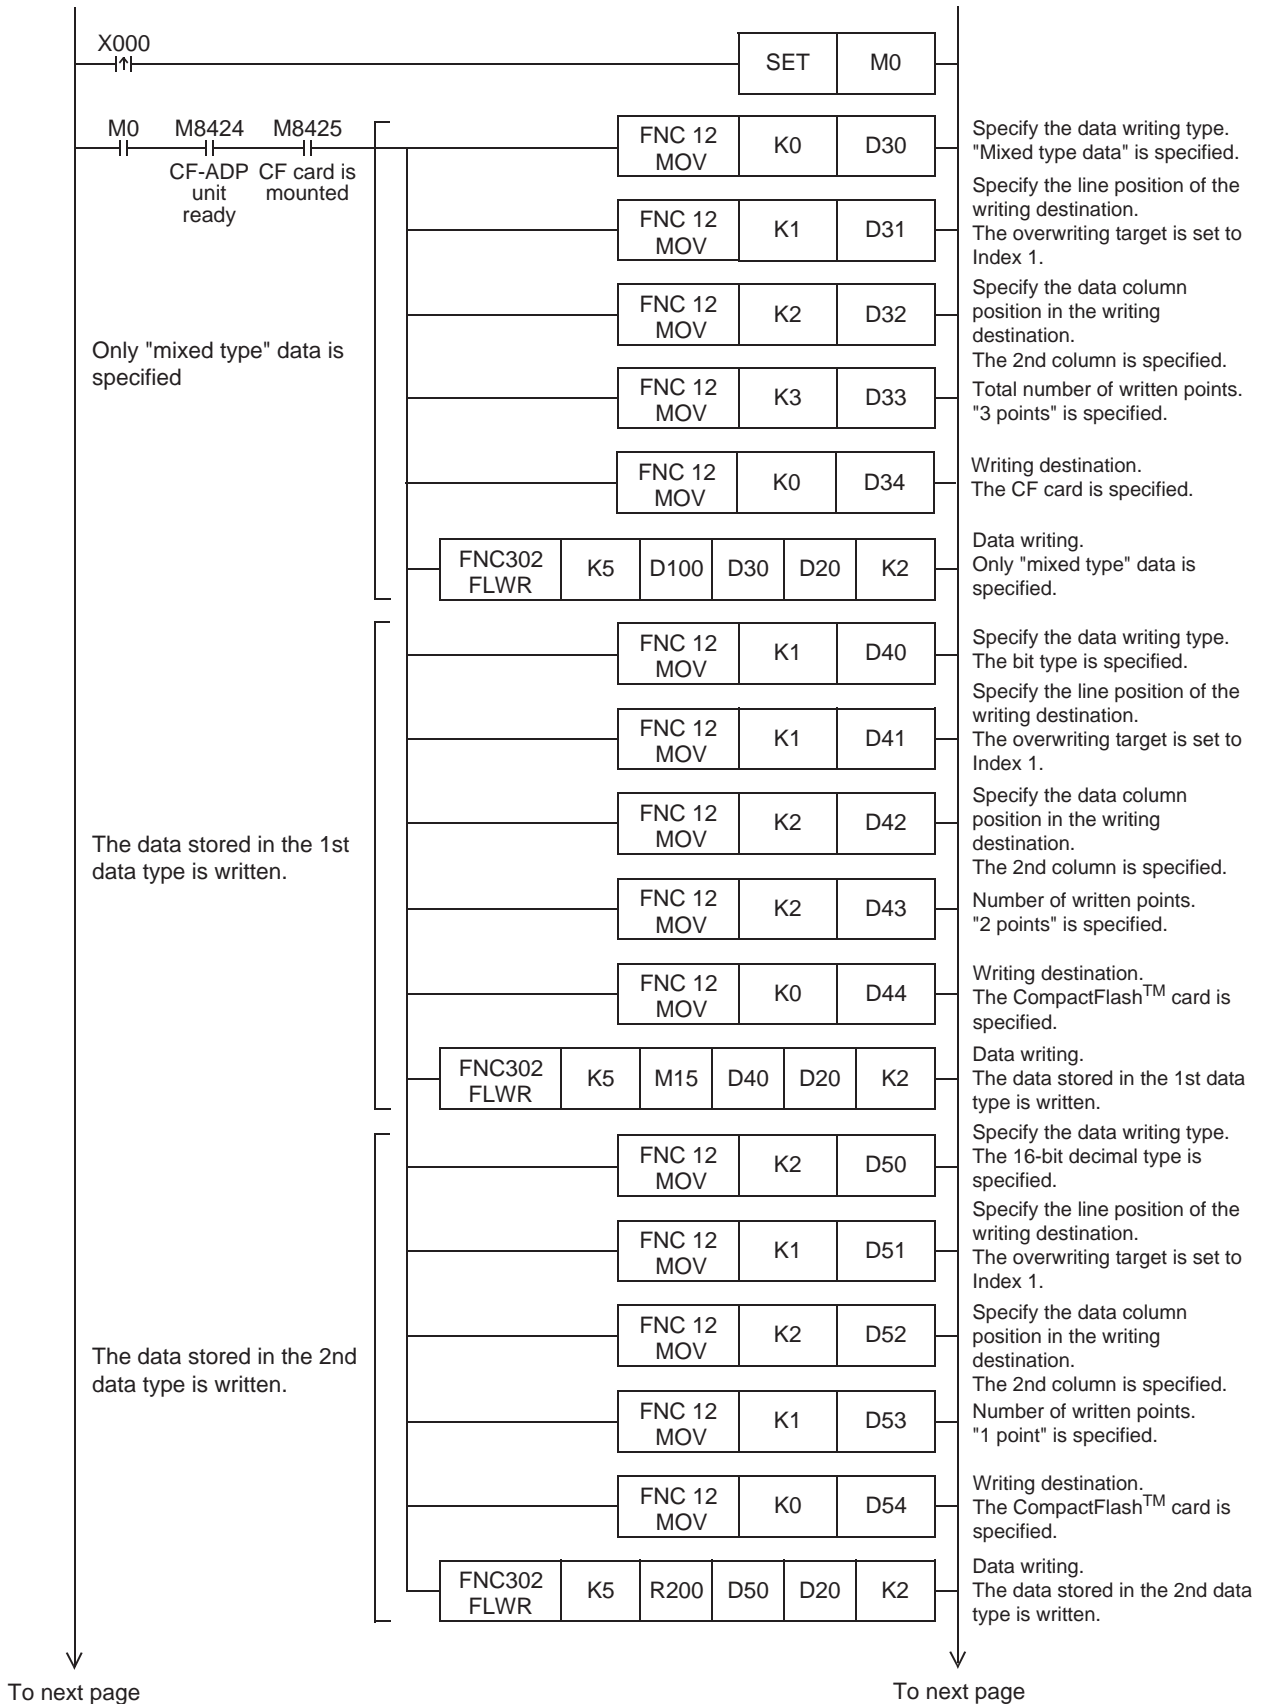 X000
SET M0
M0 M8424 M8425
CF-ADP CF card is
unit mounted
ready
FNC 12 K0 D30
MOV
Specify the data writing type.
"Mixed type data" is specified.
FNC 12 K1 D31
MOV
Specify the line position of the
writing destination.
The overwriting target is set to
Index 1.
FNC 12 K2 D32
MOV
Specify the data column
position in the writing
destination.
The 2nd column is specified.
Only "mixed type" data is
specified
FNC 12 K3 D33
MOV
Total number of written points.
"3 points" is specified.
FNC 12 K0 D34
MOV
Writing destination.
The CF card is specified.
FNC302 K5 D100 D30 D20 K2
FLWR
Data writing.
Only "mixed type" data is
specified.
FNC 12 K1 D40
MOV
Specify the data writing type.
The bit type is specified.
FNC 12 K1 D41
MOV
Specify the line position of the
writing destination.
The overwriting target is set to
Index 1.
FNC 12 K2 D42
MOV
Specify the data column
position in the writing
destination.
The 2nd column is specified.
The data stored in the 1st
data type is written.
FNC 12 K2 D43
MOV
Number of written points.
"2 points" is specified.
FNC 12 K0 D44
MOV
Writing destination.
The CompactFlash™ card is
specified.
FNC302 K5 M15 D40 D20 K2
FLWR
Data writing.
The data stored in the 1st data
type is written.
FNC 12 K2 D50
MOV
Specify the data writing type.
The 16-bit decimal type is
specified.
FNC 12 K1 D51
MOV
Specify the line position of the
writing destination.
The overwriting target is set to
Index 1.
FNC 12 K2 D52
MOV
Specify the data column
position in the writing
destination.
The 2nd column is specified.
The data stored in the 2nd
data type is written.
FNC 12 K1 D53
MOV
Number of written points.
"1 point" is specified.
FNC 12 K0 D54
MOV
Writing destination.
The CompactFlash™ card is
specified.
FNC302 K5 R200 D50 D20 K2
FLWR
Data writing.
The data stored in the 2nd data
type is written.
To next page To next page